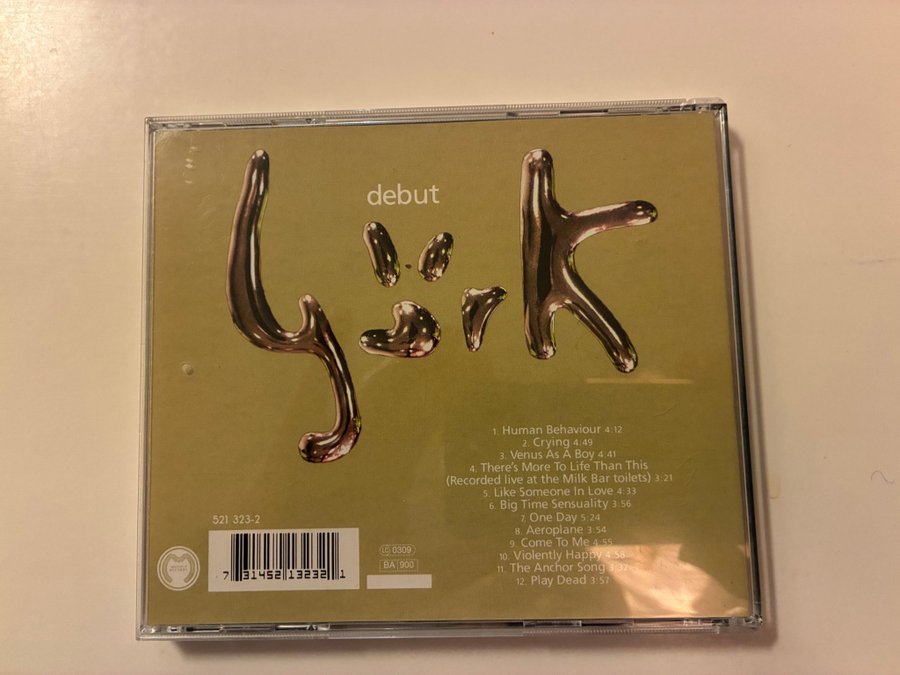 björk
debut
1. Human Behaviour 4:12
2. Crying 4:49
3. Venus As A Boy 4:41
4. There's More To Life Than This
(Recorded live at the Milk Bar toilets) 3:21
5. Like Someone In Love 4:33
6. Big Time Sensuality 3:56
7. One Day 5:24
8. Aeroplane 3:54
9. Come To Me 4:55
10. Violently Happy 4:58
11. The Anchor Song 3:32
12. Play Dead 3:57
521 323-2
7 31452 13232 1
LC 0309
BA 900